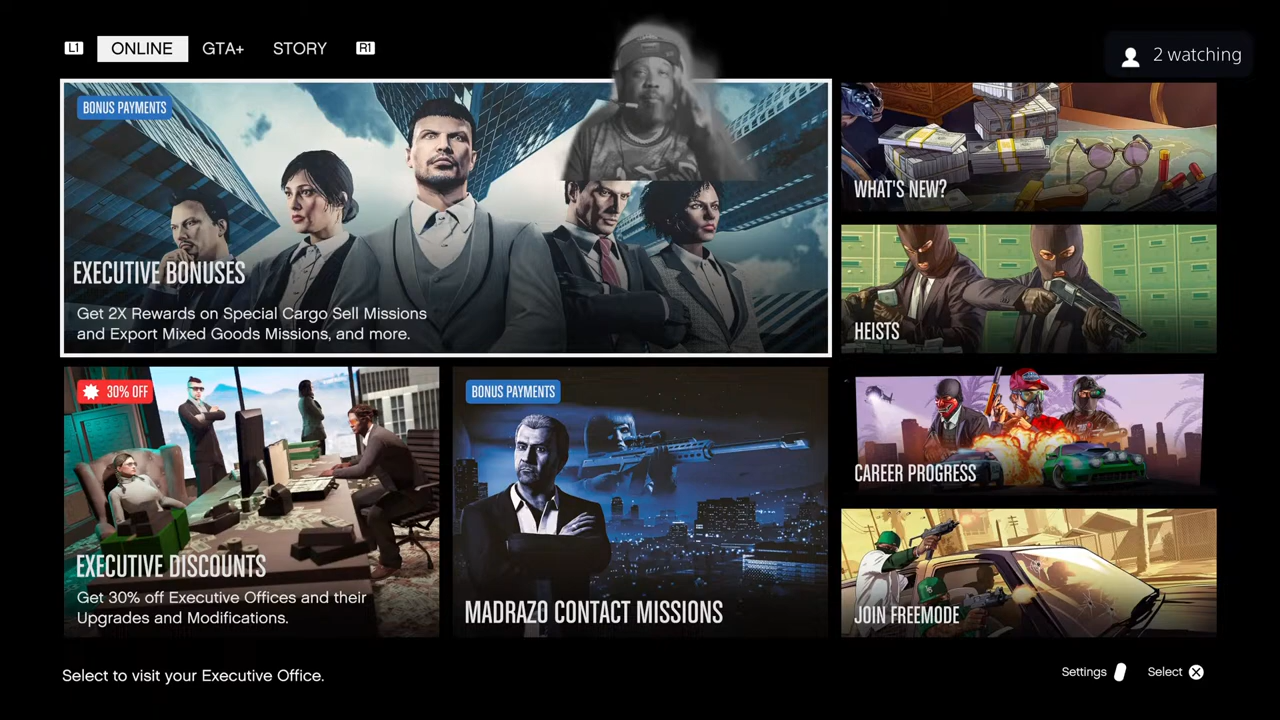 L1
ONLINE
GTA+
STORY
R1
2 watching
BONUS PAYMENTS
EXECUTIVE BONUSES
Get 2X Rewards on Special Cargo Sell Missions
and Export Mixed Goods Missions, and more.
WHAT'S NEW?
HEISTS
30% OFF
EXECUTIVE DISCOUNTS
Get 30% off Executive Offices and their
Upgrades and Modifications.
BONUS PAYMENTS
MADRAZO CONTACT MISSIONS
CAREER PROGRESS
JOIN FREEMODE
Select to visit your Executive Office.
Settings
Select